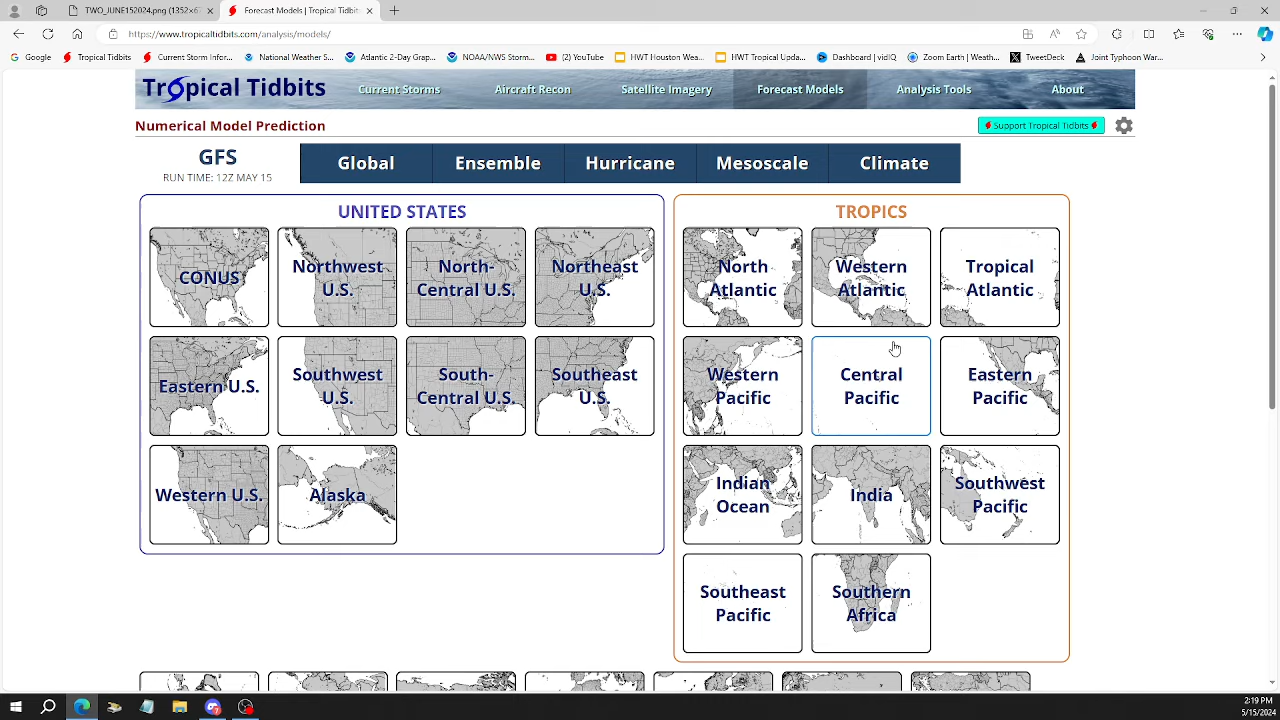 TWO_JUNE152024.png (1352×6
Forecast Models | Tropical Tidbits
https://www.tropicaltidbits.com/analysis/models/
Google
Tropical Tidbits
Current Storm Infor...
National Weather S...
Atlantic 2-Day Grap...
NOAA/NWS Storm...
(2) YouTube
HWT Houston Wea...
HWT Tropical Upda...
Dashboard | vidIQ
Zoom Earth | Weath...
TweetDeck
Joint Typhoon War...
Tropical Tidbits
Current Storms
Aircraft Recon
Satellite Imagery
Forecast Models
Analysis Tools
About
Numerical Model Prediction
Support Tropical Tidbits
GFS
RUN TIME: 12Z MAY 15
Global
Ensemble
Hurricane
Mesoscale
Climate
UNITED STATES
CONUS
Northwest
U.S.
North-
Central U.S.
Northeast
U.S.
Eastern U.S.
Southwest
U.S.
South-
Central U.S.
Southeast
U.S.
Western U.S.
Alaska
TROPICS
North
Atlantic
Western
Atlantic
Tropical
Atlantic
Western
Pacific
Central
Pacific
Eastern
Pacific
Indian
Ocean
India
Southwest
Pacific
Southeast
Pacific
Southern
Africa
2:19 PM
5/15/2024